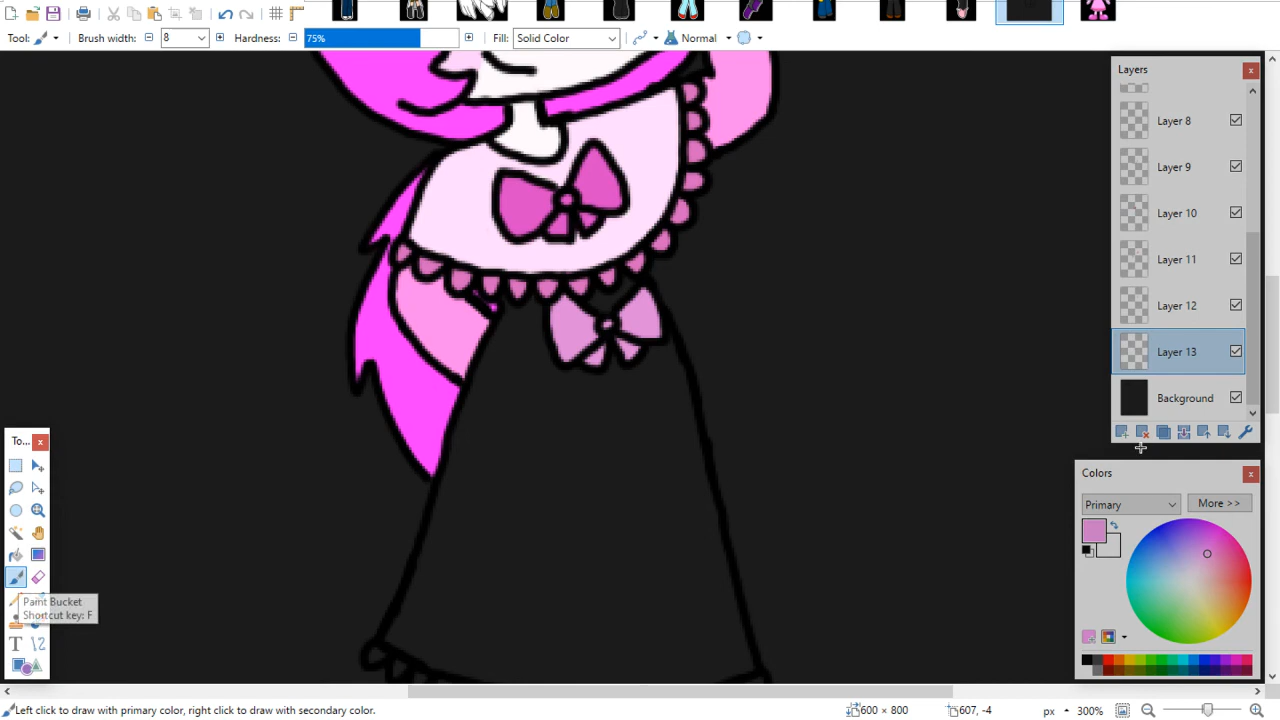 Tool: Brush width: 8 Hardness: 75% Fill: Solid Color Normal
Layers
Layer 8
Layer 9
Layer 10
Layer 11
Layer 12
Layer 13
Background
To...
Colors
Primary More >>
Paint Bucket
Shortcut key: F
Left click to draw with primary color, right click to draw with secondary color. 600 × 800 607, -4 px 300%